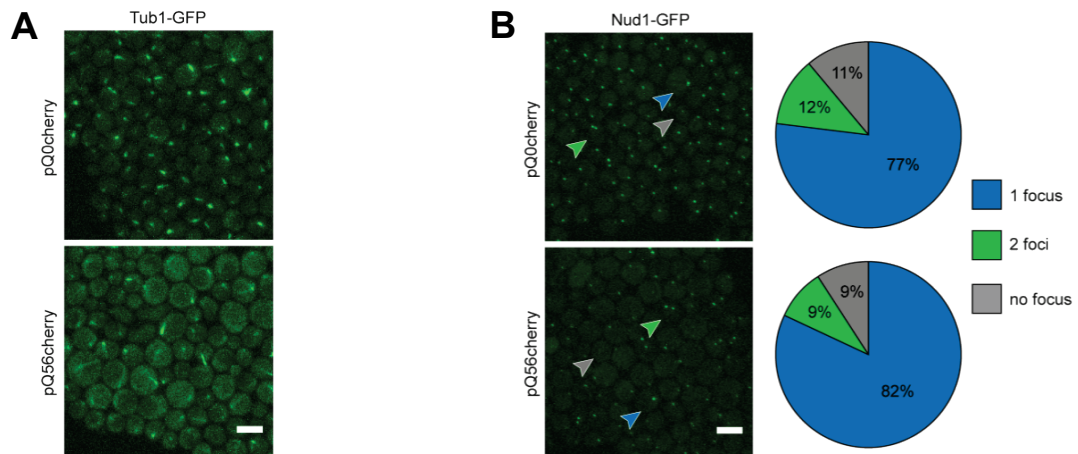 A
Tub1-GFP
pQ0cherry
pQ56cherry
B
Nud1-GFP
pQ0cherry
pQ56cherry
11%
12%
77%
9%
9%
82%
1 focus
2 foci
no focus